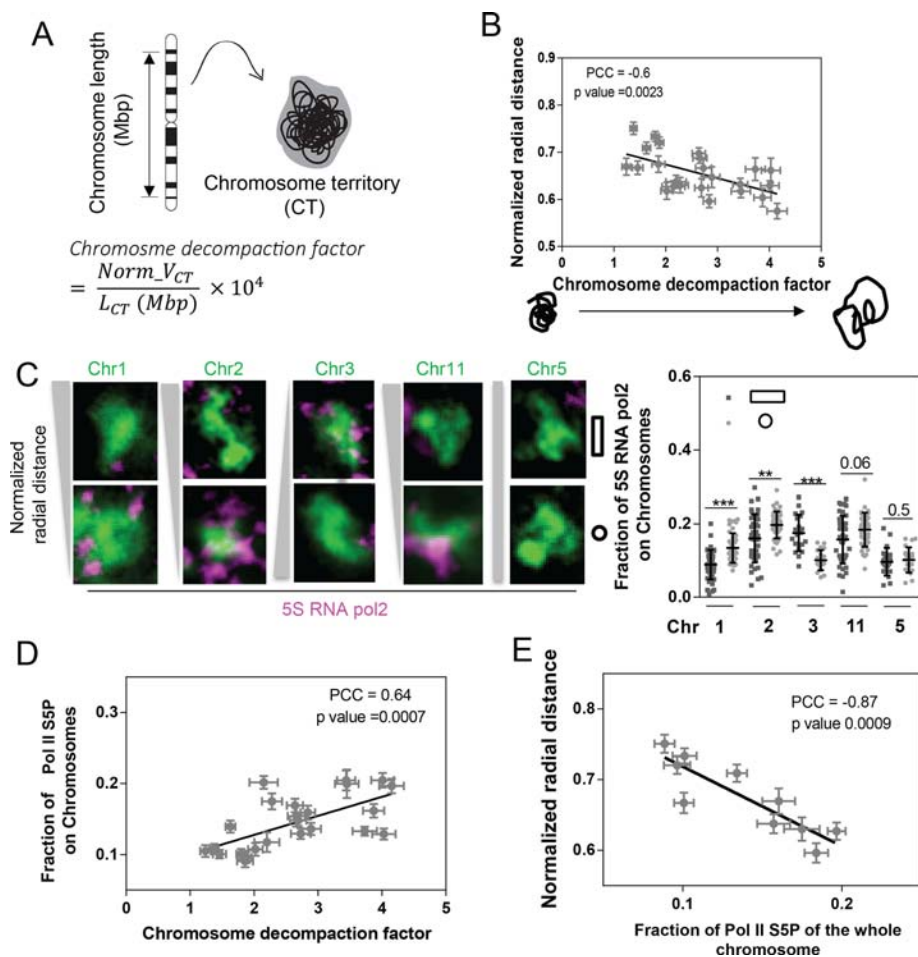 A
Chromosome length
(Mbp)
Chromosome territory
(CT)
Chromosme decompaction factor
= Norm_V_CT / L_CT (Mbp) × 10^4
B
PCC = -0.6
p value =0.0023
Normalized radial distance
0.9
0.8
0.7
0.6
0.5
0 1 2 3 4 5
Chromosome decompaction factor
C
Chr1 Chr2 Chr3 Chr11 Chr5
Normalized
radial distance
5S RNA pol2
Fraction of 5S RNA pol2
on Chromosomes
0.6
0.4
0.2
0.0
*** ** *** 0.06 0.5
Chr 1 2 3 11 5
D
PCC = 0.64
p value =0.0007
Fraction of Pol II S5P
on Chromosomes
0.3
0.2
0.1
0 1 2 3 4 5
Chromosome decompaction factor
E
PCC = -0.87
p value 0.0009
Normalized radial distance
0.8
0.7
0.6
0.1 0.2
Fraction of Pol II S5P of the whole
chromosome